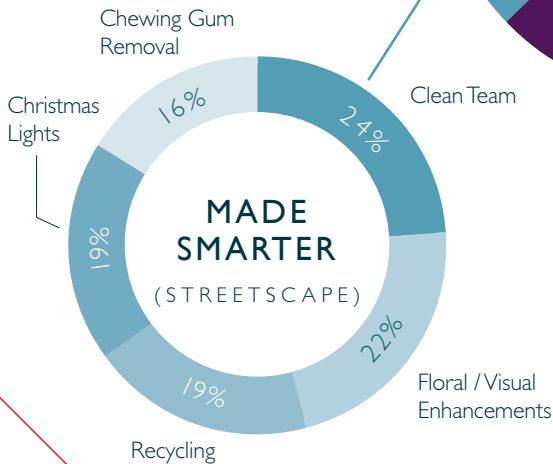 Chewing Gum
Removal
16%
Christmas
Lights
24%
Clean Team
MADE
SMARTER
(STREETSCAPE)
19%
22%
Floral / Visual
Enhancements
19%
Recycling